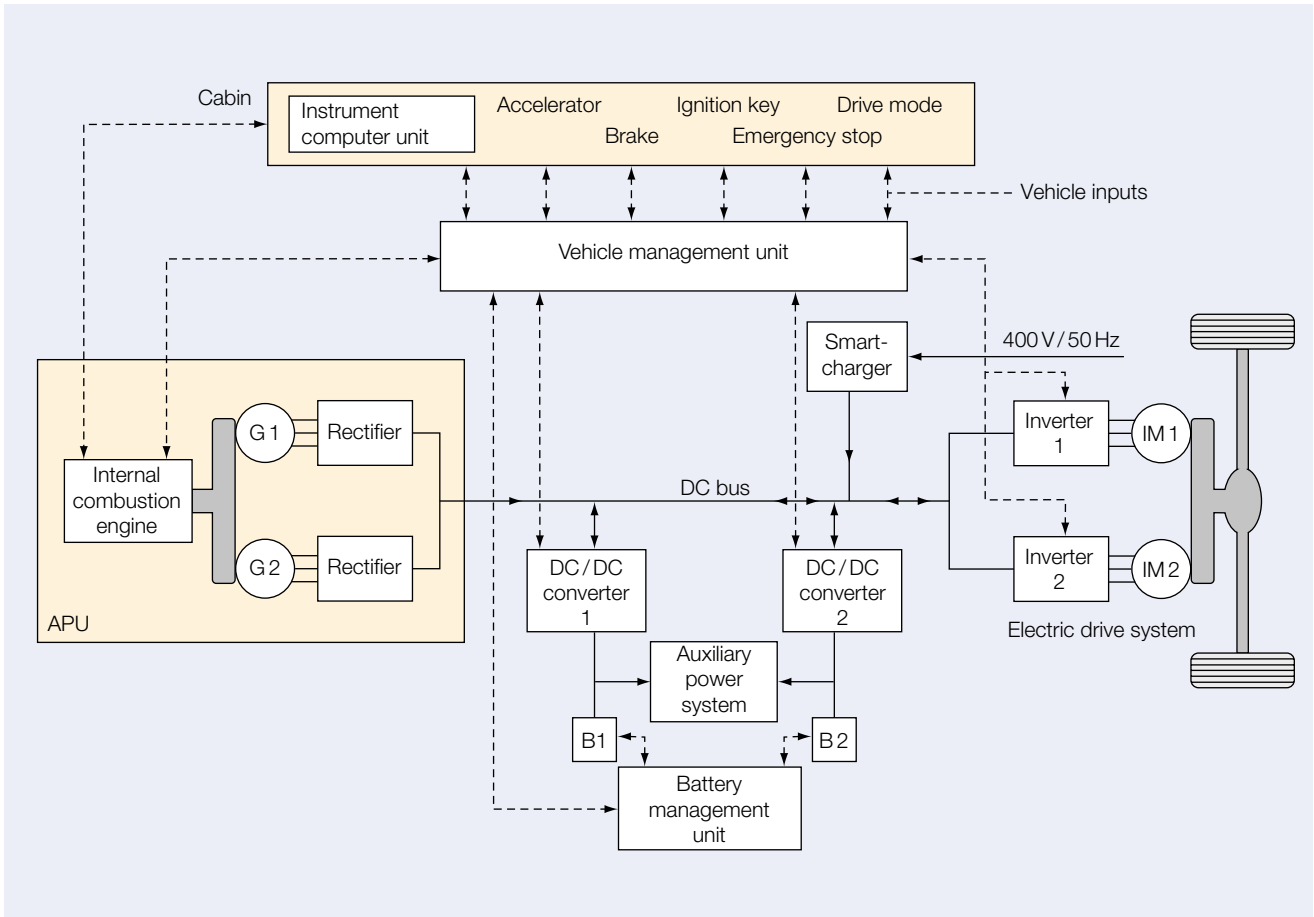 Cabin
Instrument
computer unit
Accelerator
Ignition key
Drive mode
Brake
Emergency stop
Vehicle inputs
Vehicle management unit
Smart-
charger
400 V / 50 Hz
G 1
Rectifier
Internal
combustion
engine
G 2
Rectifier
APU
DC bus
Inverter
1
IM 1
Inverter
2
IM 2
Electric drive system
DC / DC
converter
1
DC / DC
converter
2
Auxiliary
power
system
B1
B 2
Battery
management
unit